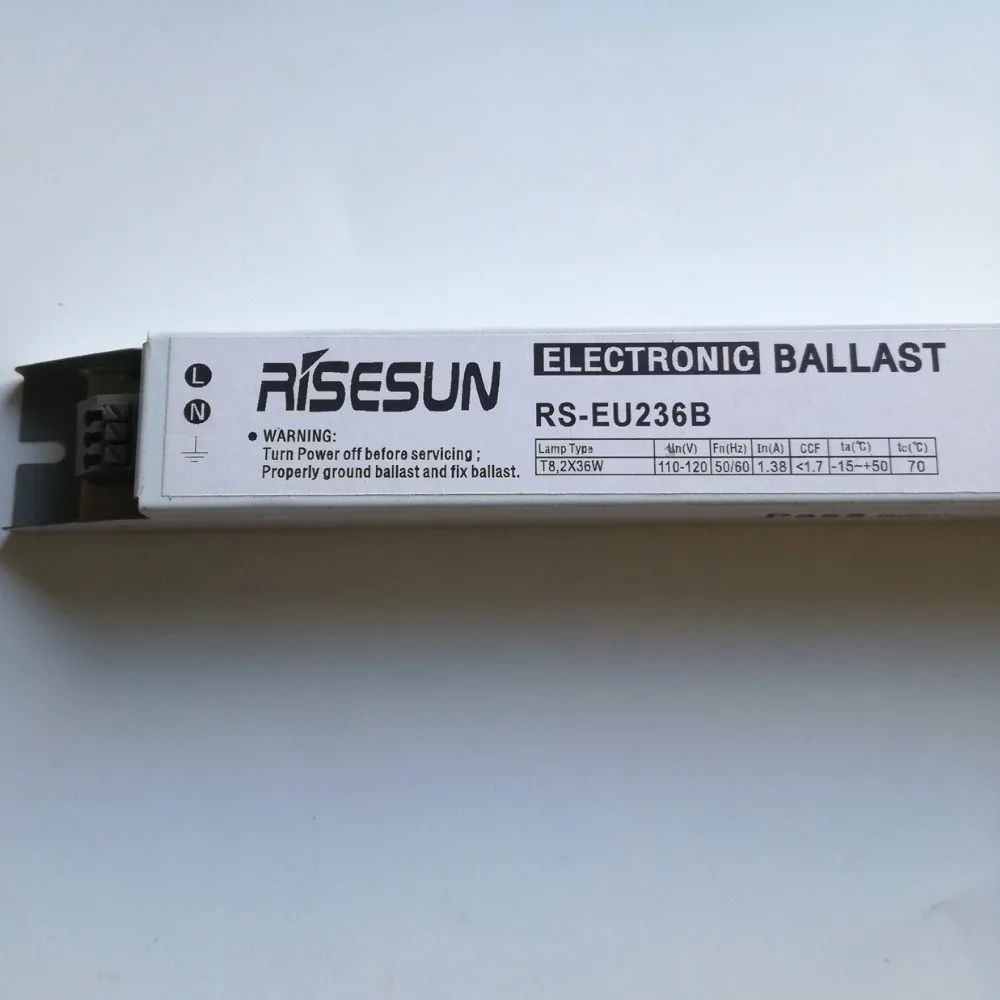 L
N
RISESUN
● WARNING:
Turn Power off before servicing ;
Properly ground ballast and fix ballast.
ELECTRONIC BALLAST
RS-EU236B
Lamp Type Un(V) Fn(Hz) In(A) CCF ta(℃) tc(℃)
T8,2X36W 110-120 50/60 1.38 <1.7 -15~+50 70
Pass